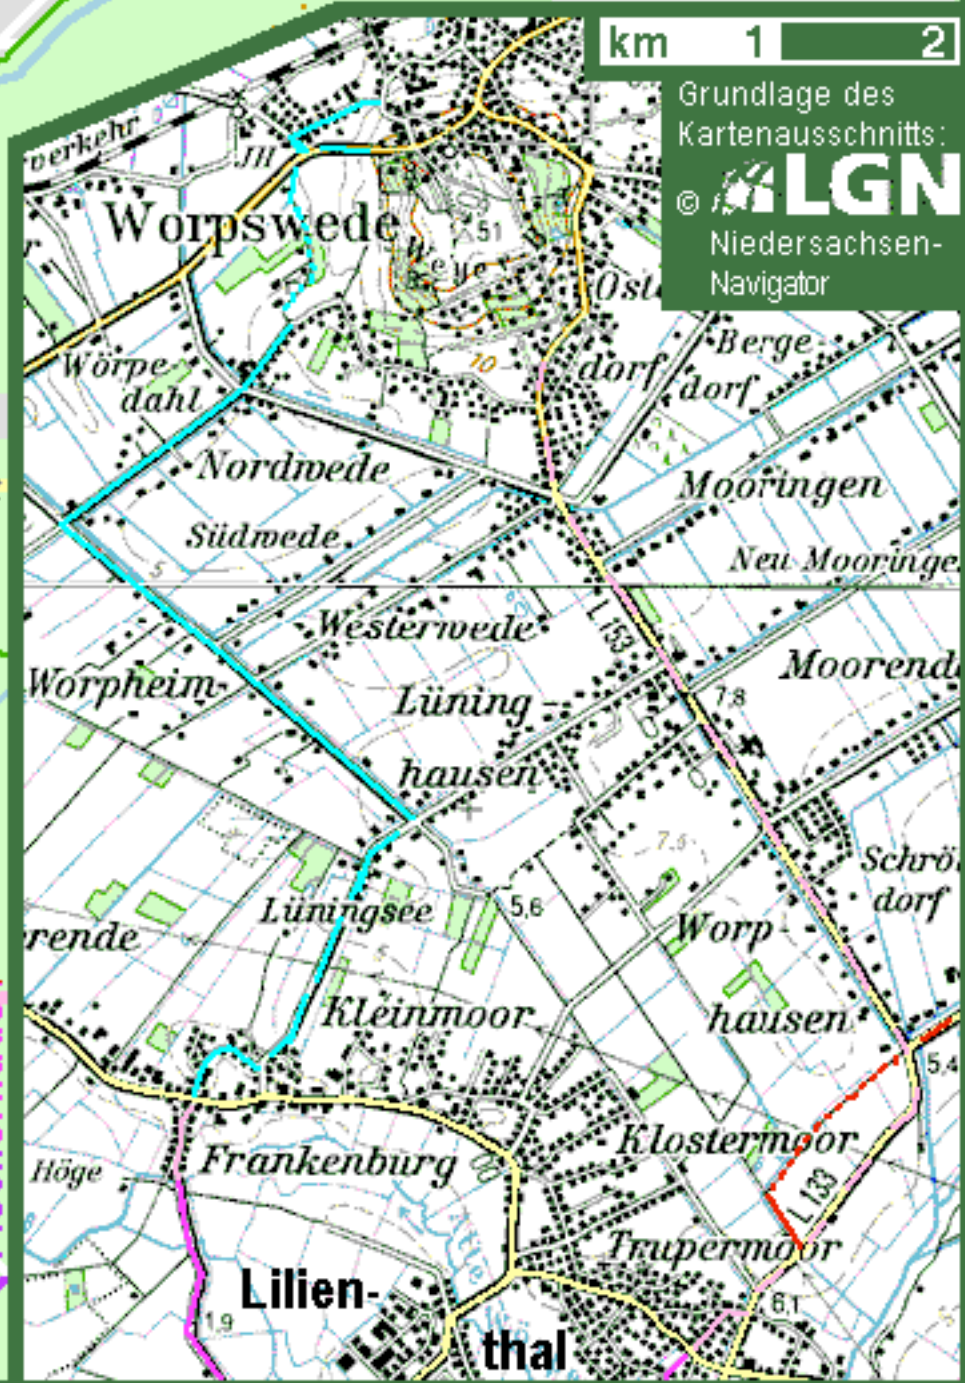 km 1 2
Grundlage des
Kartenausschnitts:
© LGN
Niedersachsen-
Navigator
verkehr
Jll
Worpswede
51
Weyer
Ost
Wörpe-
dahl
10
dorf
Berge-
dorf
Nordwede
Mooringen
Südwede
5
Neu Mooringe
Westerwede
L 153
Worpheim
Moorend
Lüning-
7,8
hausen
7.5
Schrö
dorf
Lüningsee
5,6
rende
Worp-
5
Kleinmoor
hausen
5,4
Klostermoor
Höge
Frankenburg
L 133
Trupermoor
Lilien-
6,1
1,9
thal